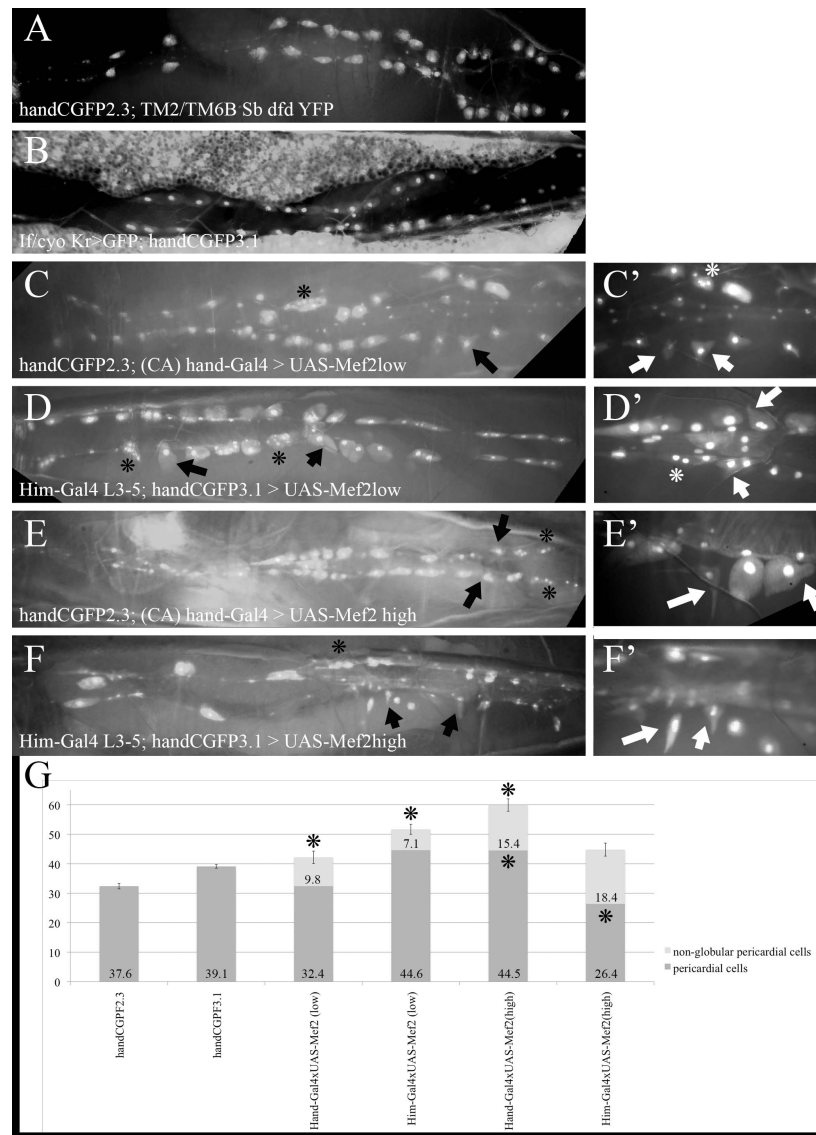 A
handCGFP2.3; TM2/TM6B Sb dfd YFP
B
If/cyo Kr>GFP; handCGFP3.1
C
handCGFP2.3; (CA) hand-Gal4 > UAS-Mef2low
C’
D
Him-Gal4 L3-5; handCGFP3.1 > UAS-Mef2low
D’
E
handCGFP2.3; (CA) hand-Gal4 > UAS-Mef2 high
E’
F
Him-Gal4 L3-5; handCGFP3.1 > UAS-Mef2high
F’
G
60
50
40
30
20
10
0
37.6
39.1
9.8
32.4
7.1
44.6
15.4
44.5
18.4
26.4
non-globular pericardial cells
pericardial cells
handCGPF2.3
handCGPF3.1
Hand-Gal4xUAS-Mef2 (low)
Him-Gal4xUAS-Mef2 (low)
Hand-Gal4xUAS-Mef2(high)
Him-Gal4xUAS-Mef2(high)